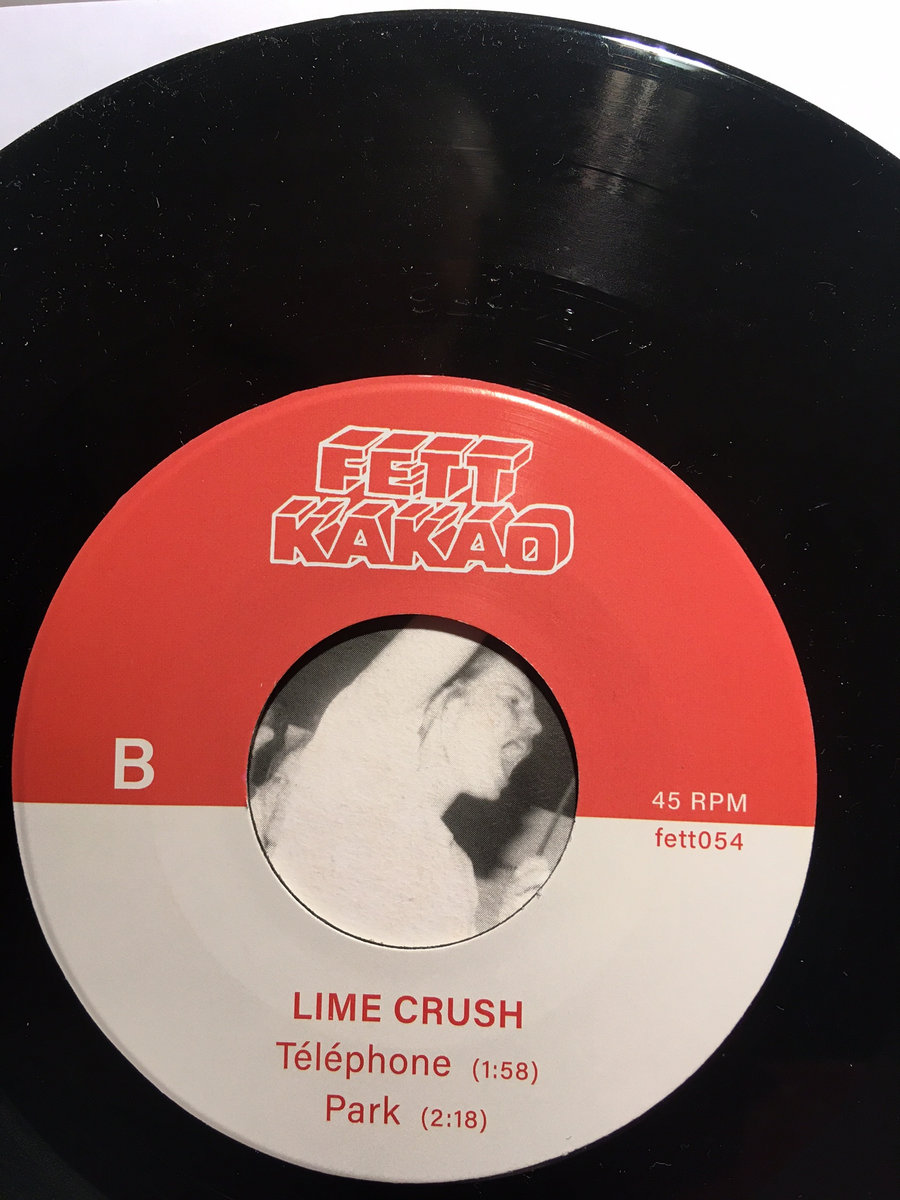 FETT
KAKAO
B
45 RPM
fett054
LIME CRUSH
Téléphone (1:58)
Park (2:18)